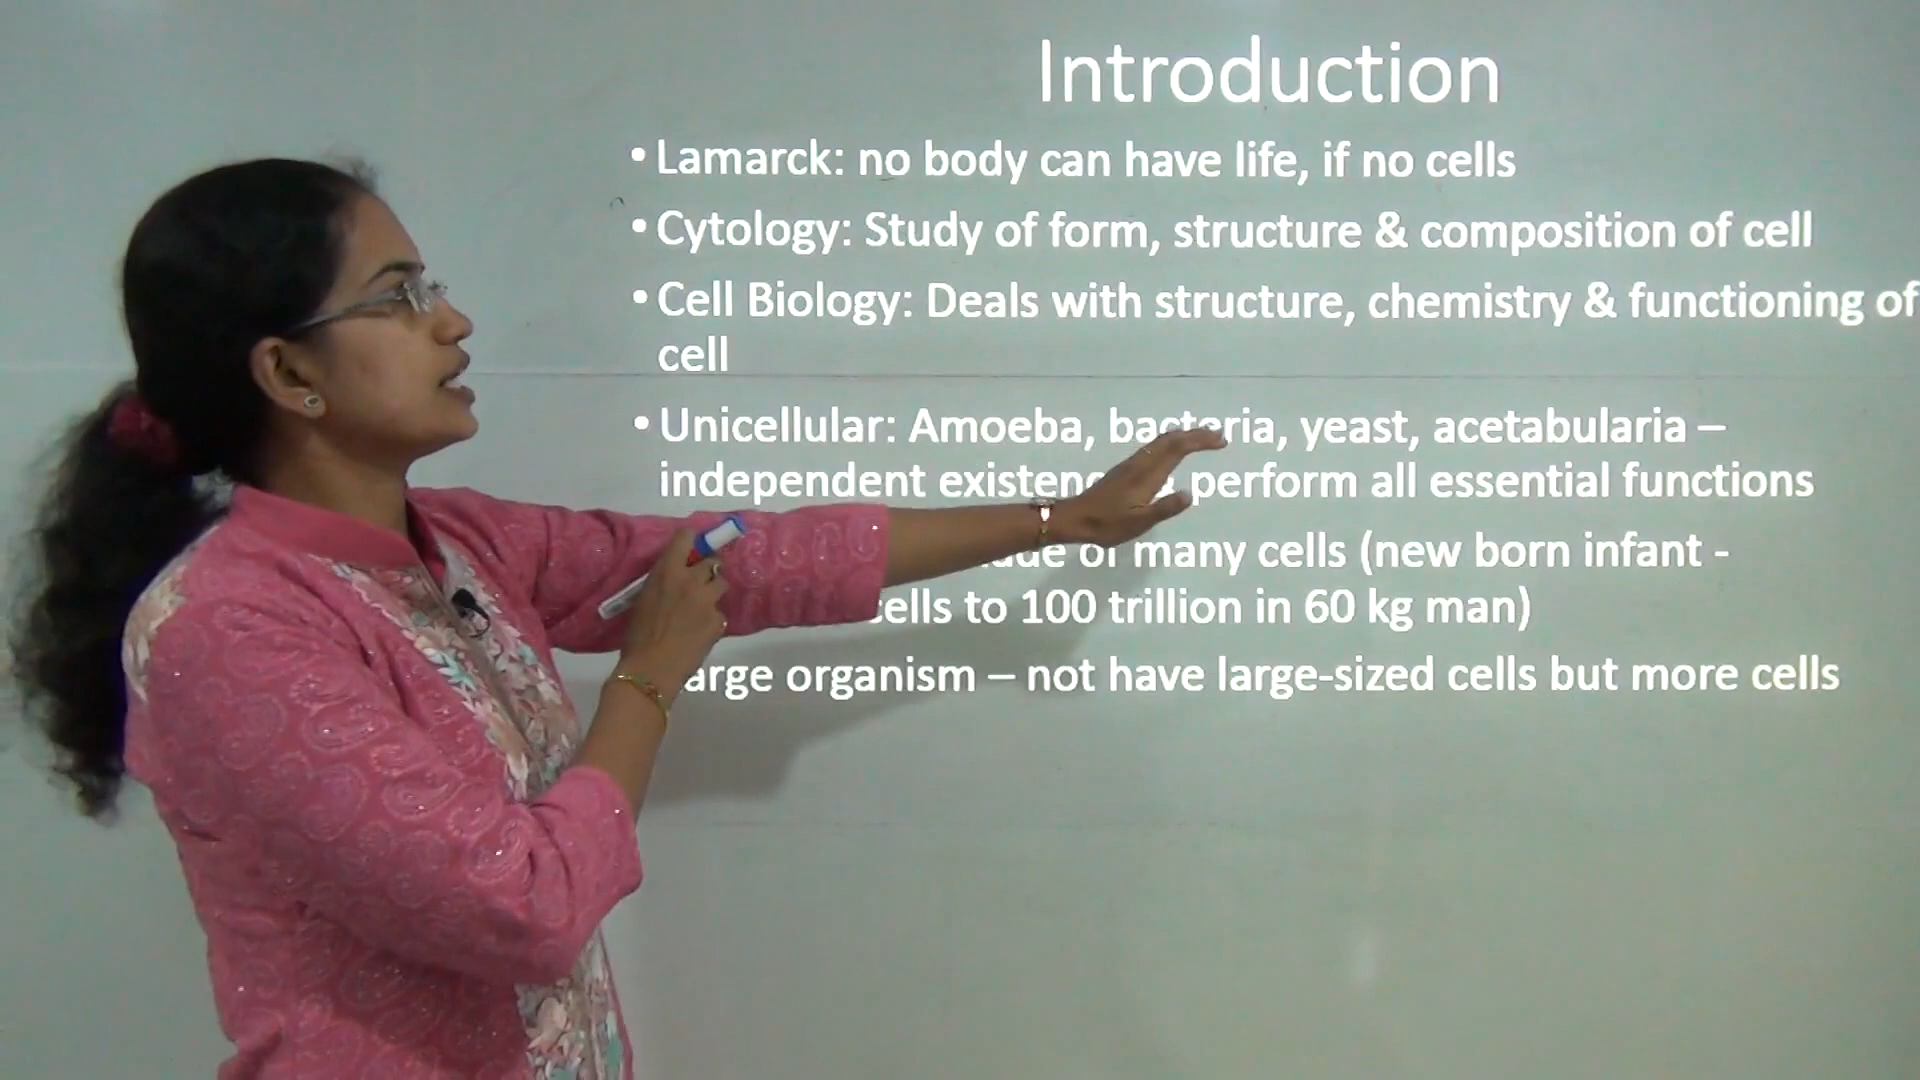 Introduction
• Lamarck: no body can have life, if no cells
• Cytology: Study of form, structure & composition of cell
• Cell Biology: Deals with structure, chemistry & functioning of
cell
• Unicellular: Amoeba, bacteria, yeast, acetabularia –
independent existence perform all essential functions
of many cells (new born infant -
cells to 100 trillion in 60 kg man)
organism – not have large-sized cells but more cells